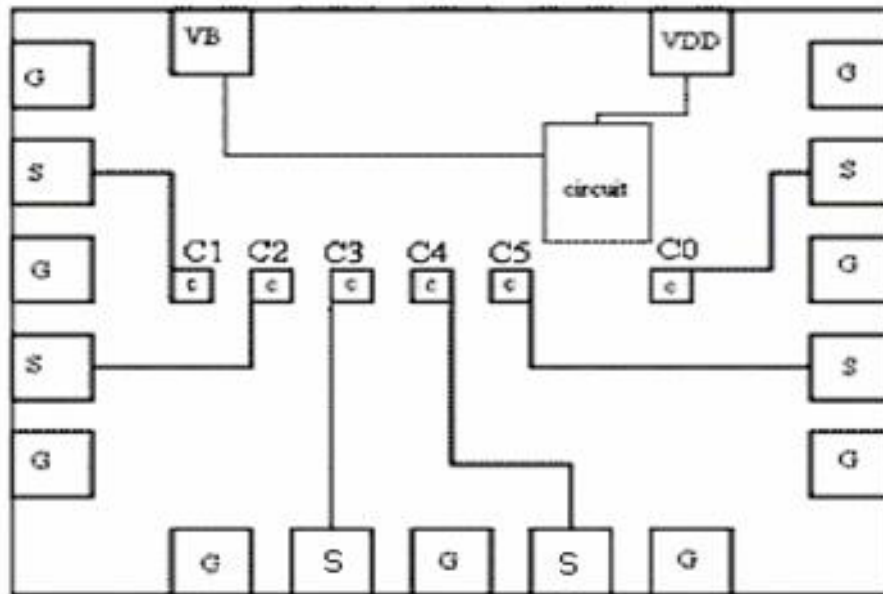 VB VDD
G G
S S
circuit
C1 C2 C3 C4 C5 C0
G G
c c c c c c
S S
G G
G S G S G